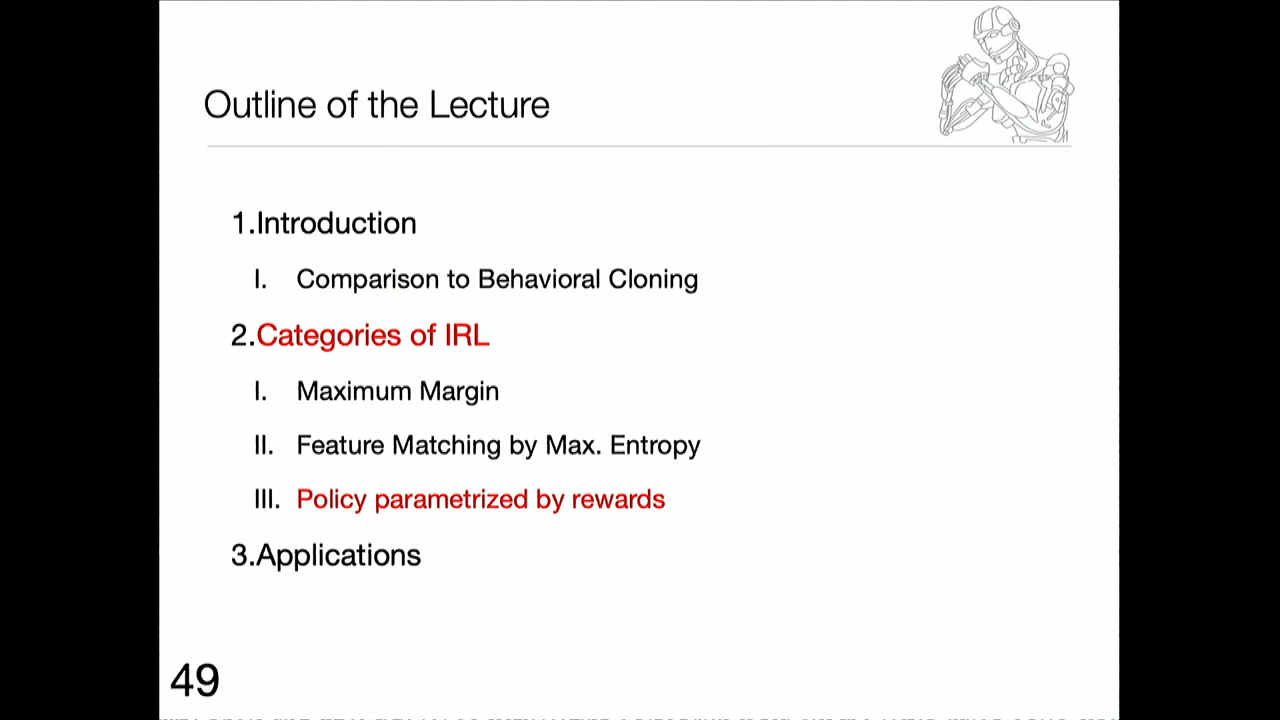 Outline of the Lecture
1.Introduction
I. Comparison to Behavioral Cloning
2.Categories of IRL
I. Maximum Margin
II. Feature Matching by Max. Entropy
III. Policy parametrized by rewards
3.Applications
49